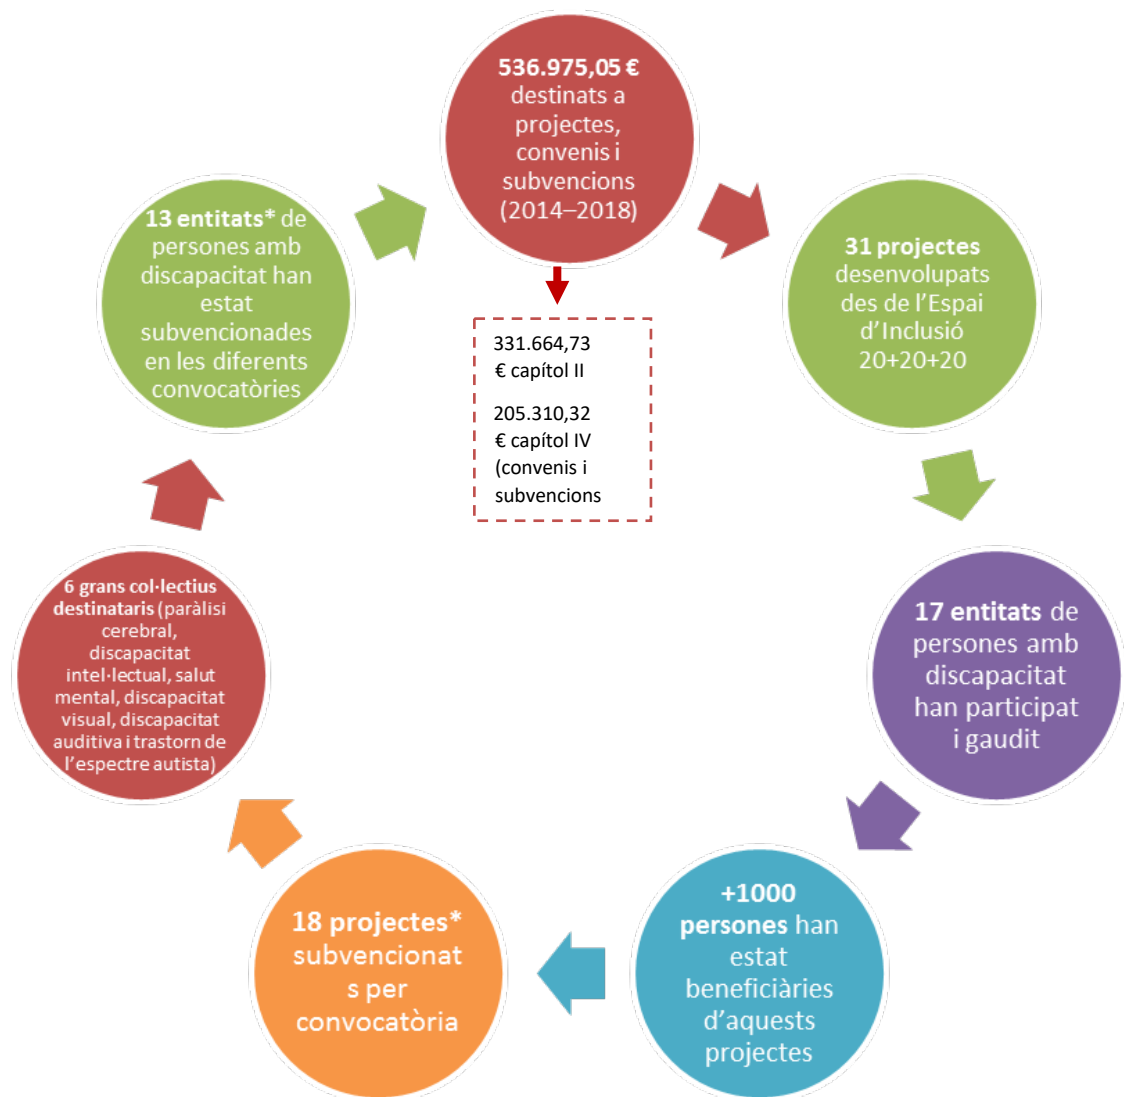 536.975,05 €
destinats a
projectes,
convenis i
subvencions
(2014–2018)
331.664,73
€ capítol II
205.310,32
€ capítol IV
(convenis i
subvencions
31 projectes
desenvolupats
des de l’Espai
d’Inclusió
20+20+20
17 entitats de
persones amb
discapacitat
han participat
i gaudit
+1000
persones han
estat
beneficiàries
d’aquests
projectes
18 projectes*
subvencionat
s per
convocatòria
6 grans col·lectius
destinataris (paràlisi
cerebral,
discapacitat
intel·lectual, salut
mental, discapacitat
visual, discapacitat
auditiva i trastorn de
l’espectre autista)
13 entitats* de
persones amb
discapacitat han
estat
subvencionades
en les diferents
convocatòries